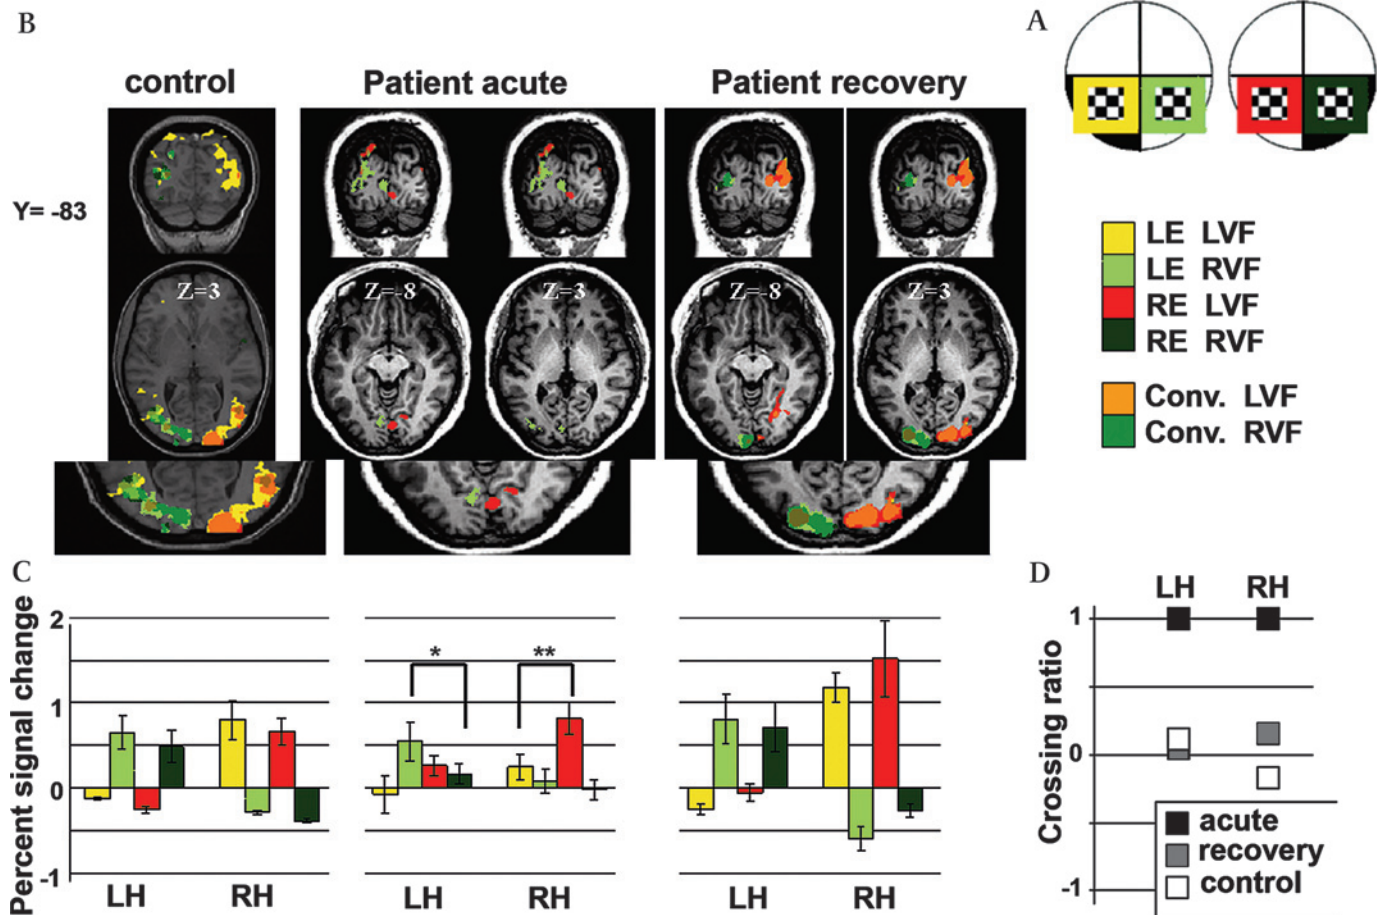 B
A
control
Patient acute
Patient recovery
Y= -83
Z=3
Z=-8
Z=3
Z=-8
Z=3
LE LVF
LE RVF
RE LVF
RE RVF
Conv. LVF
Conv. RVF
C
Percent signal change
2
1
0
-1
LH RH
* **
LH RH
LH RH
D
LH RH
Crossing ratio
1
0
-1
acute
recovery
control